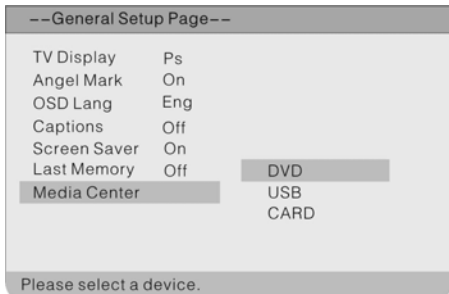 --General Setup Page--
TV Display Ps
Angel Mark On
OSD Lang Eng
Captions Off
Screen Saver On
Last Memory Off DVD
Media Center USB
CARD
Please select a device.